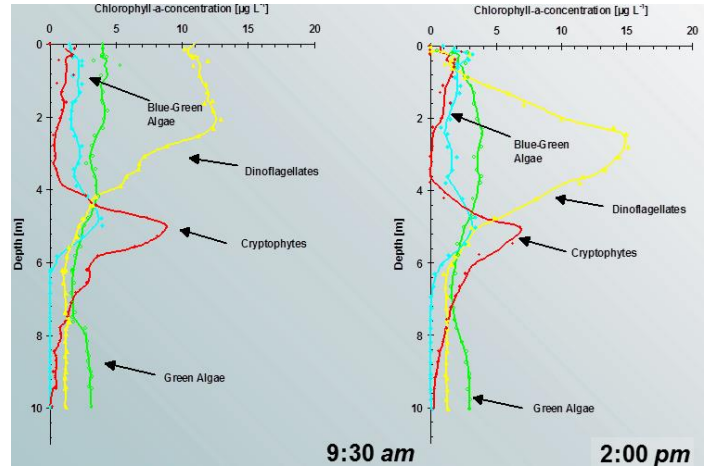 Chlorophyll-a-concentration [µg L⁻¹]
0 5 10 15 20
0
2
4
6
8
10
Depth [m]
Blue-Green
Algae
Dinoflagellates
Cryptophytes
Green Algae
9:30 am
Chlorophyll-a-concentration [µg L⁻¹]
0 5 10 15 20
0
2
4
6
8
10
Depth [m]
Blue-Green
Algae
Dinoflagellates
Cryptophytes
Green Algae
2:00 pm